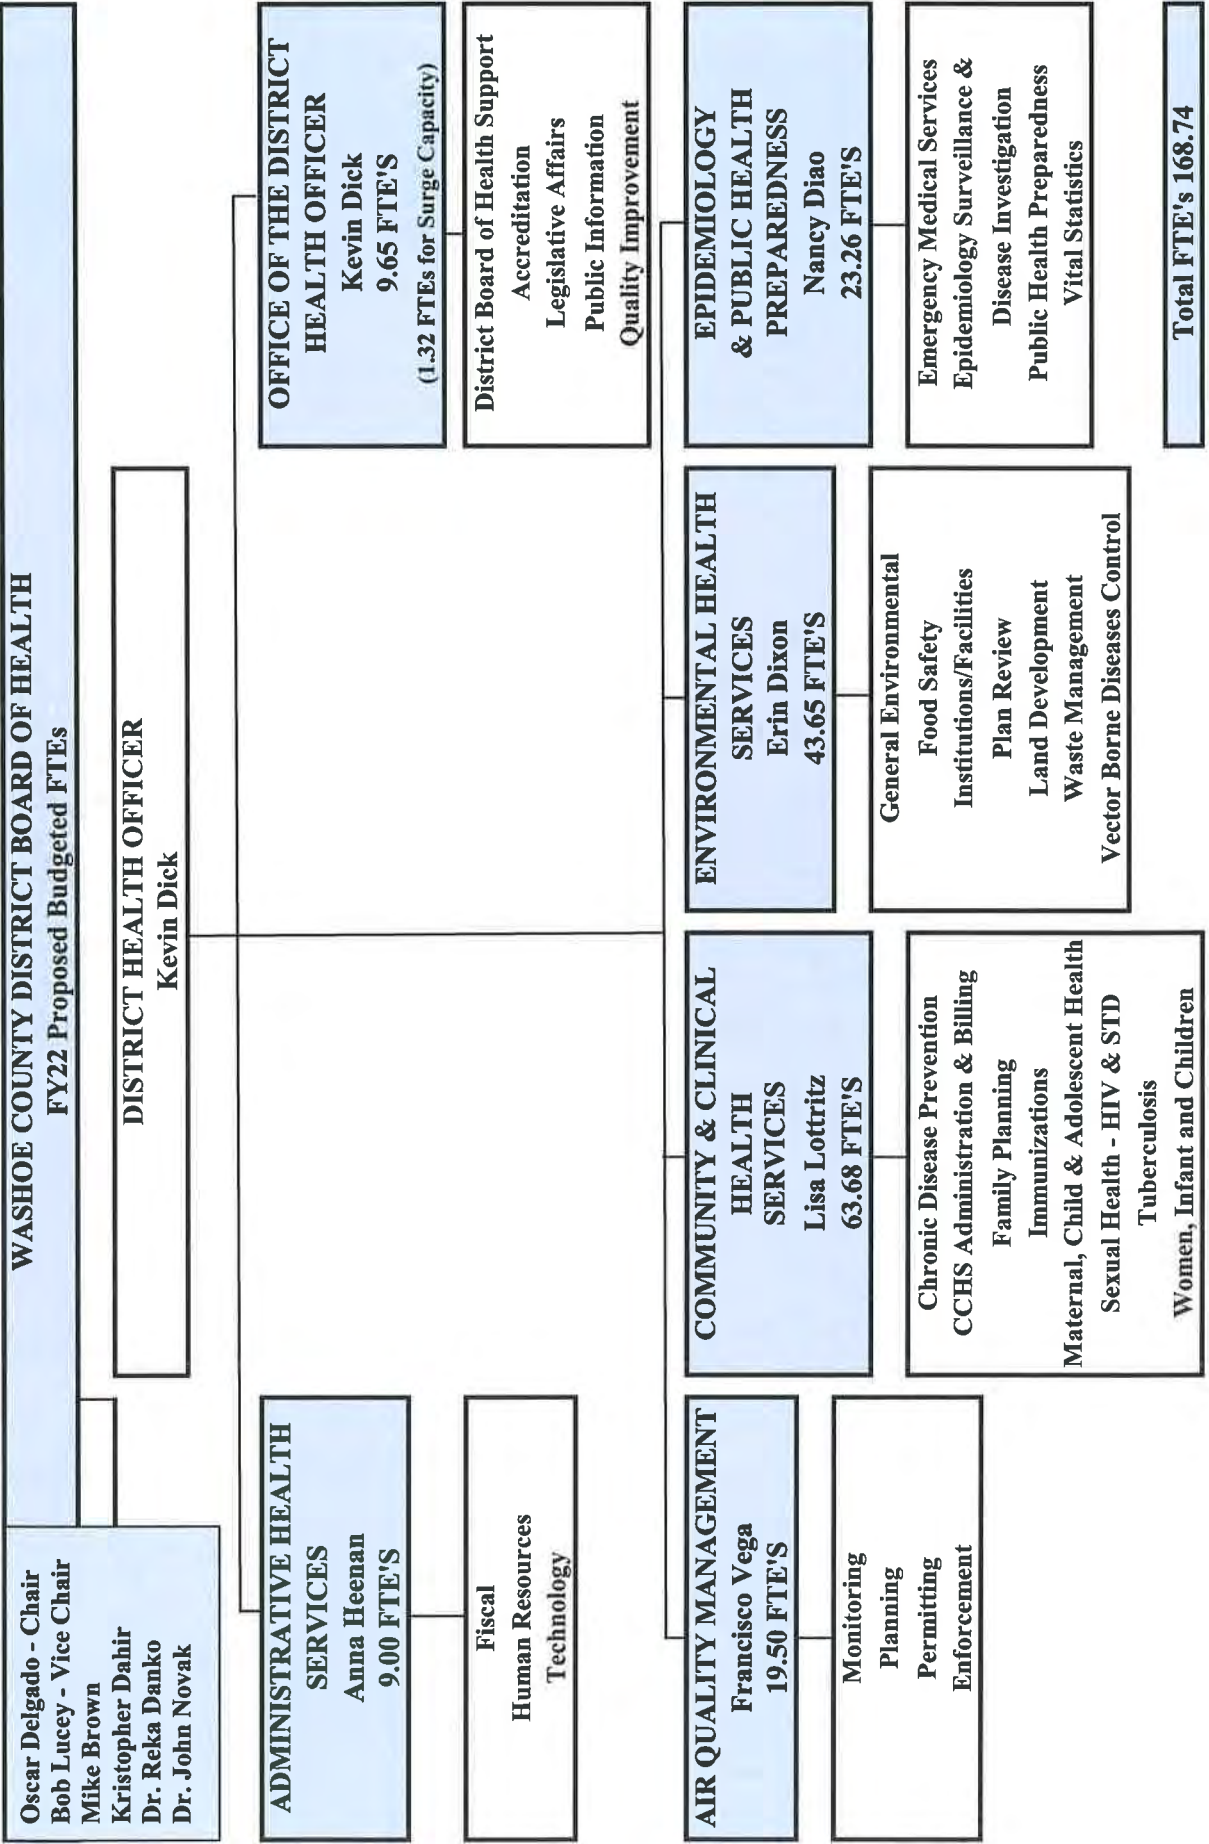 WASHOE COUNTY DISTRICT BOARD OF HEALTH
FY22 Proposed Budgeted FTEs
Oscar Delgado - Chair
Bob Lucey - Vice Chair
Mike Brown
Kristopher Dahir
Dr. Reka Danko
Dr. John Novak
DISTRICT HEALTH OFFICER
Kevin Dick
ADMINISTRATIVE HEALTH
SERVICES
Anna Heenan
9.00 FTE'S
Fiscal
Human Resources
Technology
OFFICE OF THE DISTRICT
HEALTH OFFICER
Kevin Dick
9.65 FTE'S
(1.32 FTEs for Surge Capacity)
District Board of Health Support
Accreditation
Legislative Affairs
Public Information
Quality Improvement
AIR QUALITY MANAGEMENT
Francisco Vega
19.50 FTE'S
Monitoring
Planning
Permitting
Enforcement
COMMUNITY & CLINICAL
HEALTH
SERVICES
Lisa Lottritz
63.68 FTE'S
Chronic Disease Prevention
CCHS Administration & Billing
Family Planning
Immunizations
Maternal, Child & Adolescent Health
Sexual Health - HIV & STD
Tuberculosis
Women, Infant and Children
ENVIRONMENTAL HEALTH
SERVICES
Erin Dixon
43.65 FTE'S
General Environmental
Food Safety
Institutions/Facilities
Plan Review
Land Development
Waste Management
Vector Borne Diseases Control
EPIDEMIOLOGY
& PUBLIC HEALTH
PREPAREDNESS
Nancy Diao
23.26 FTE'S
Emergency Medical Services
Epidemiology Surveillance &
Disease Investigation
Public Health Preparedness
Vital Statistics
Total FTE's 168.74